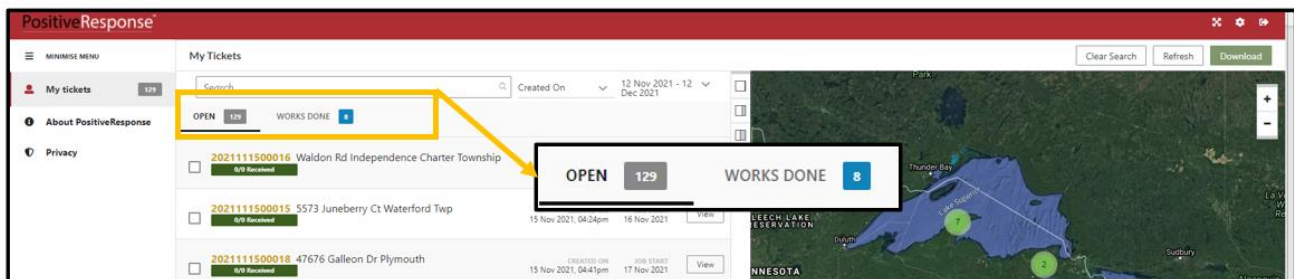 PositiveResponse
MINIMISE MENU
My Tickets
Clear Search
Refresh
Download
My tickets 129
About PositiveResponse
Privacy
Search
Created On
12 Nov 2021 - 12
Dec 2021
OPEN 129
WORKS DONE 8
2021111500016 Waldon Rd Independence Charter Township
0/0 Received
2021111500015 5573 Juneberry Ct Waterford Twp
0/0 Received
15 Nov 2021, 04:24pm
16 Nov 2021
View
2021111500018 47676 Galleon Dr Plymouth
0/0 Received
CREATED ON
15 Nov 2021, 04:41pm
JOB START
17 Nov 2021
View
OPEN 129
WORKS DONE 8
Park
Thunder Bay
Lake Superior
LEECH LAKE
RESERVATION
Duluth
7
2
Sudbury
NNESOTA
+
-